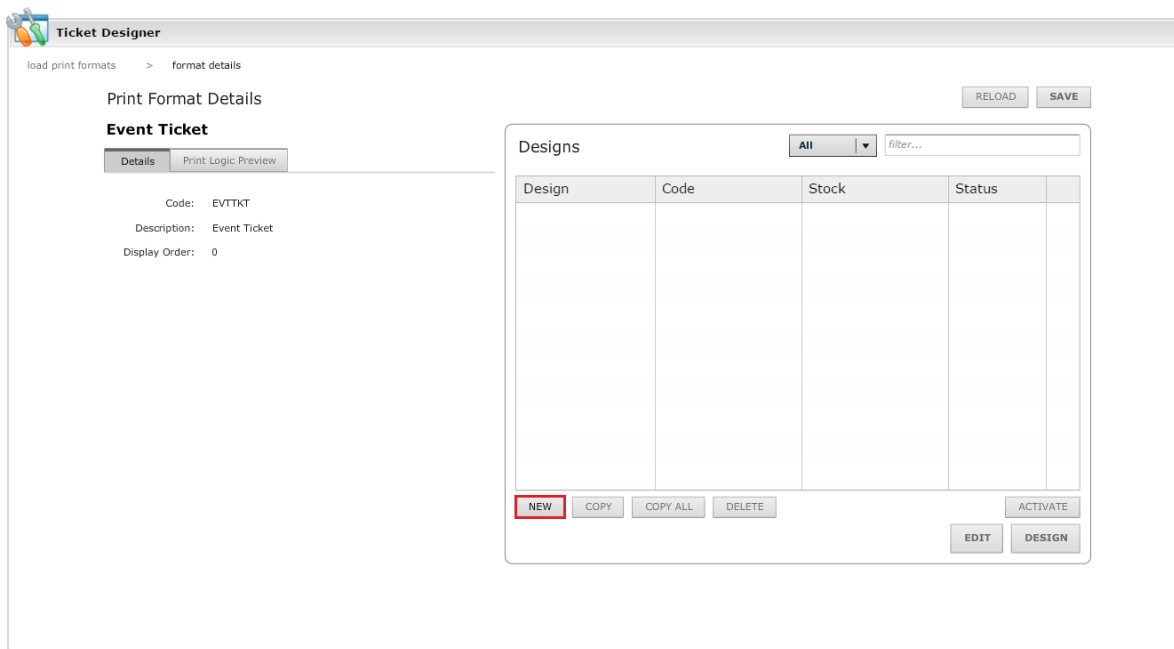 Ticket Designer
load print formats > format details
Print Format Details
RELOAD SAVE
Event Ticket
Designs All filter...
Details Print Logic Preview
Design Code Stock Status
Code: EVTTKT
Description: Event Ticket
Display Order: 0
NEW COPY COPY ALL DELETE ACTIVATE
EDIT DESIGN